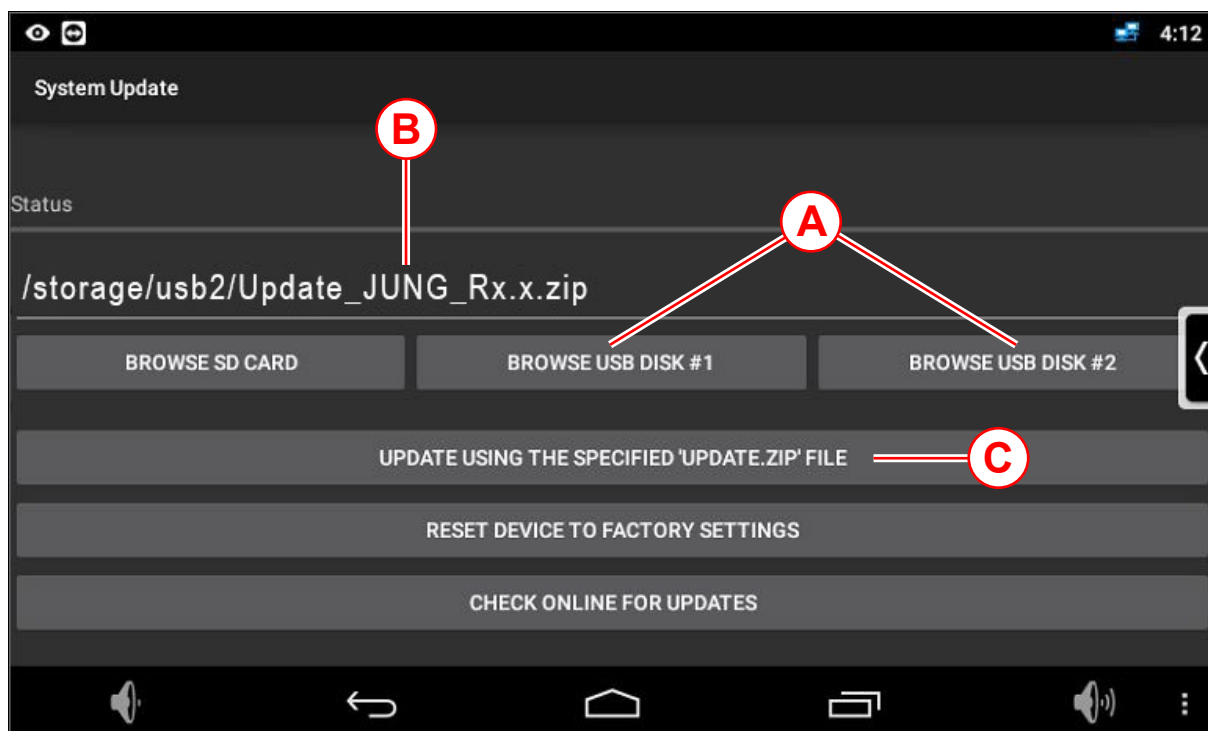 4:12
System Update
B
Status
A
/storage/usb2/Update_JUNG_Rx.x.zip
BROWSE SD CARD
BROWSE USB DISK #1
BROWSE USB DISK #2
UPDATE USING THE SPECIFIED 'UPDATE.ZIP' FILE
C
RESET DEVICE TO FACTORY SETTINGS
CHECK ONLINE FOR UPDATES